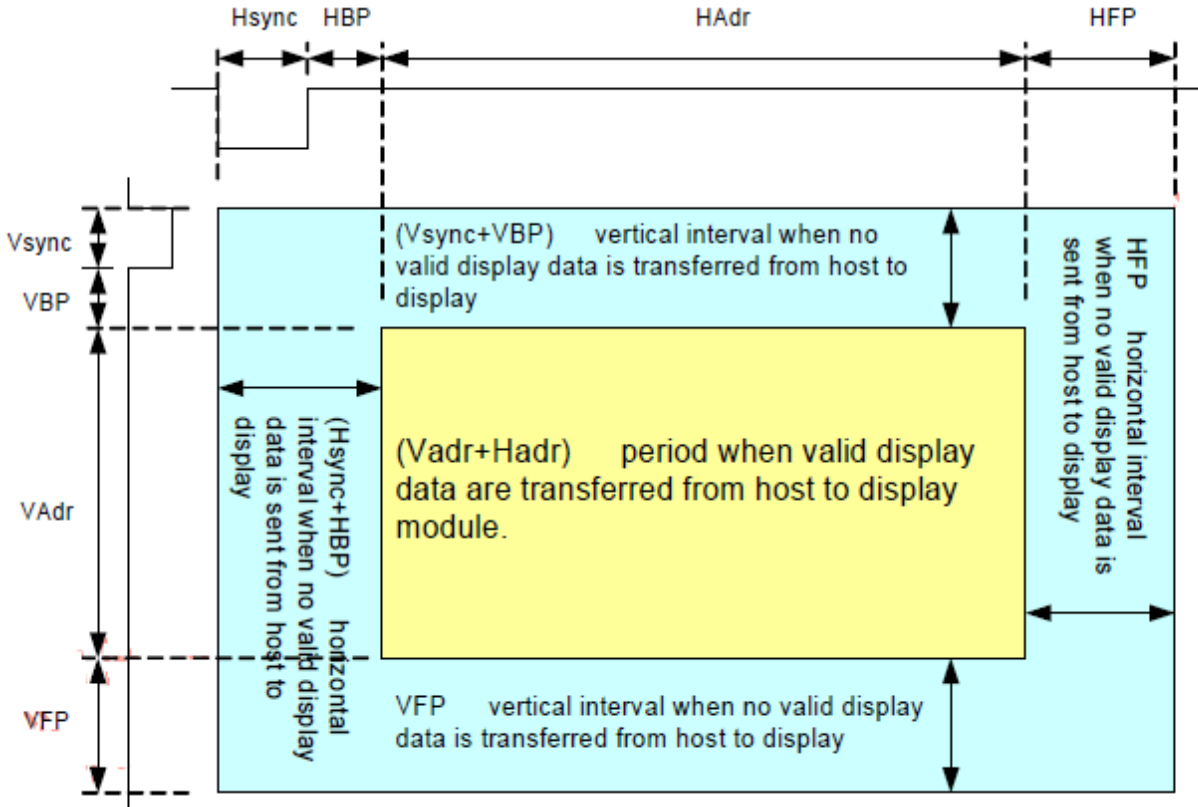 Hsync HBP HAdr HFP
Vsync
VBP
VAdr
VFP
(Vsync+VBP) vertical interval when no
valid display data is transferred from host to
display
HFP horizontal interval
when no valid display data is
sent from host to display
(Hsync+HBP) horizontal
interval when no valid display
data is sent from host to
display
(Vadr+Hadr) period when valid display
data are transferred from host to display
module.
VFP vertical interval when no valid display
data is transferred from host to display